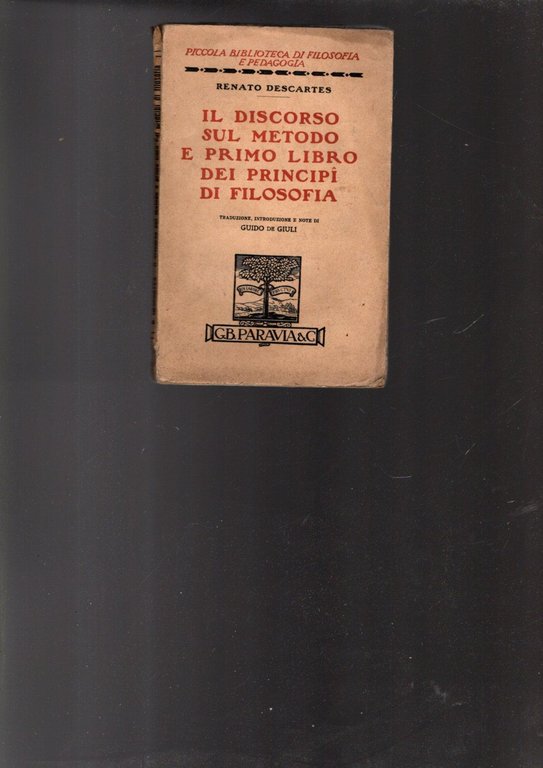 PICCOLA BIBLIOTECA DI FILOSOFIA
E PEDAGOGIA
RENATO DESCARTES
IL DISCORSO
SUL METODO
E PRIMO LIBRO
DEI PRINCIPÎ
DI FILOSOFIA
TRADUZIONE, INTRODUZIONE E NOTE DI
GUIDO DE GIULI
G.B. PARAVIA & C.